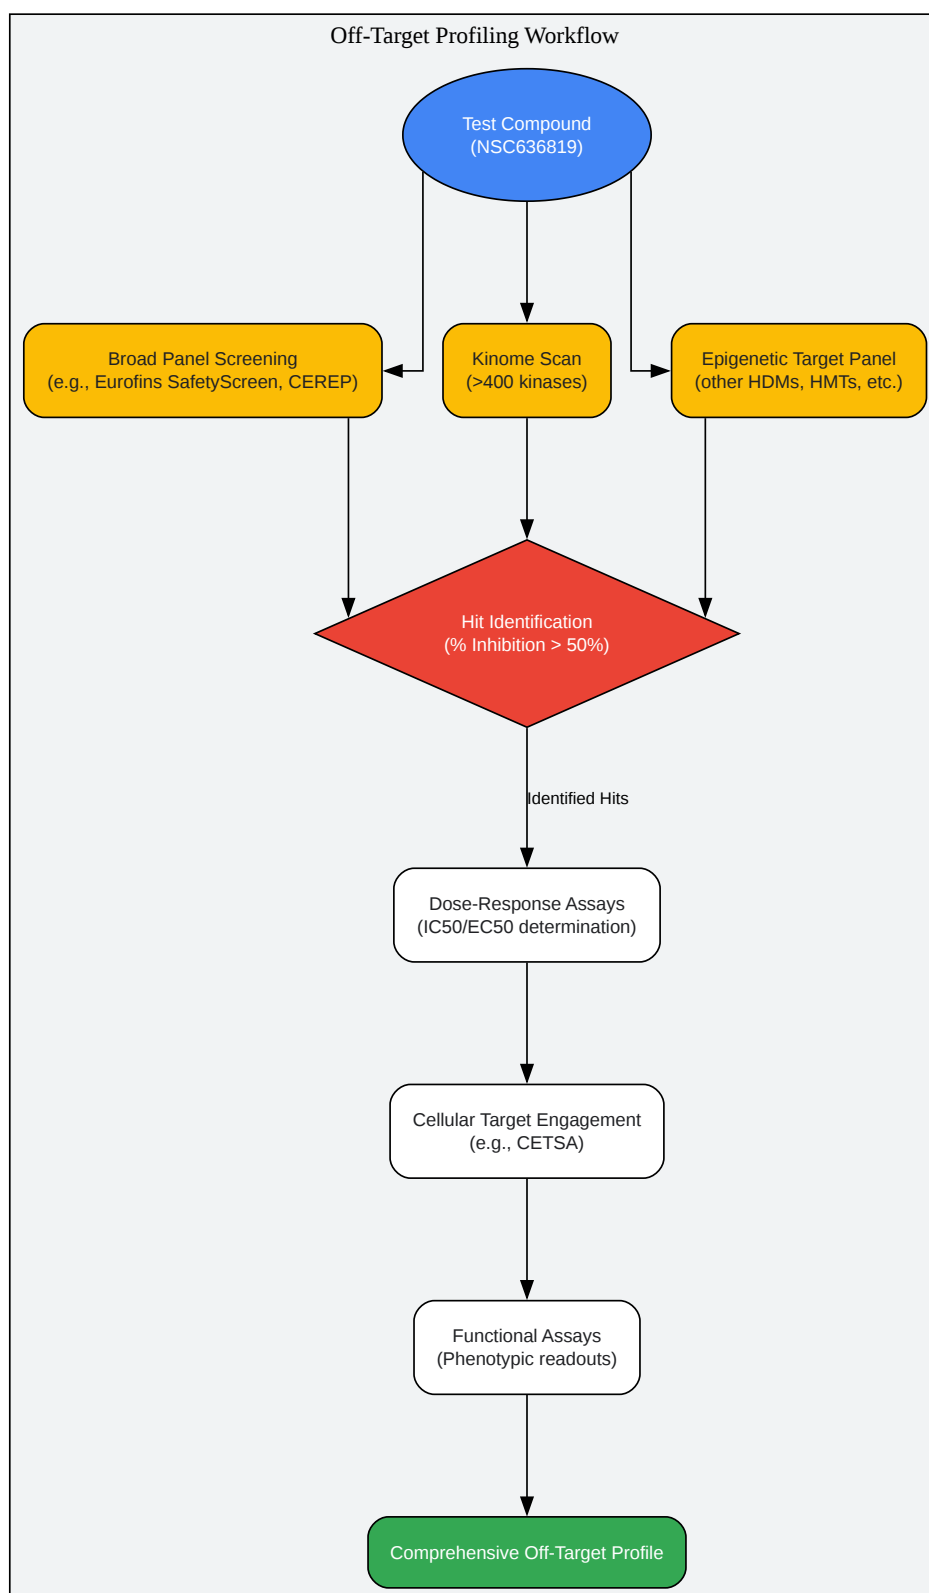 Off-Target Profiling Workflow
Test Compound
(NSC636819)
Broad Panel Screening
(e.g., Eurofins SafetyScreen, CEREP)
Kinome Scan
(>400 kinases)
Epigenetic Target Panel
(other HDMs, HMTs, etc.)
Hit Identification
(% Inhibition > 50%)
Identified Hits
Dose-Response Assays
(IC50/EC50 determination)
Cellular Target Engagement
(e.g., CETSA)
Functional Assays
(Phenotypic readouts)
Comprehensive Off-Target Profile